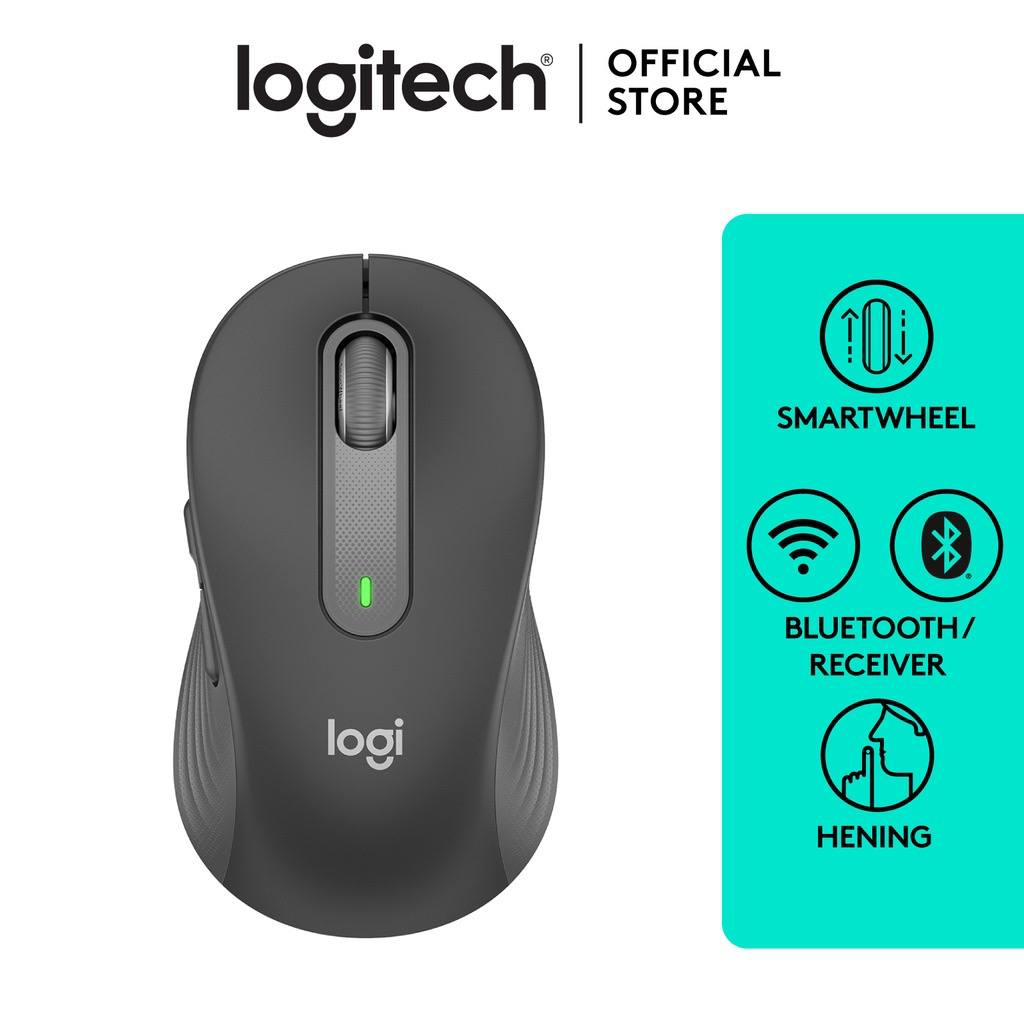 logitech®
OFFICIAL
STORE
logi
SMARTWHEEL
BLUETOOTH/
RECEIVER
HENING